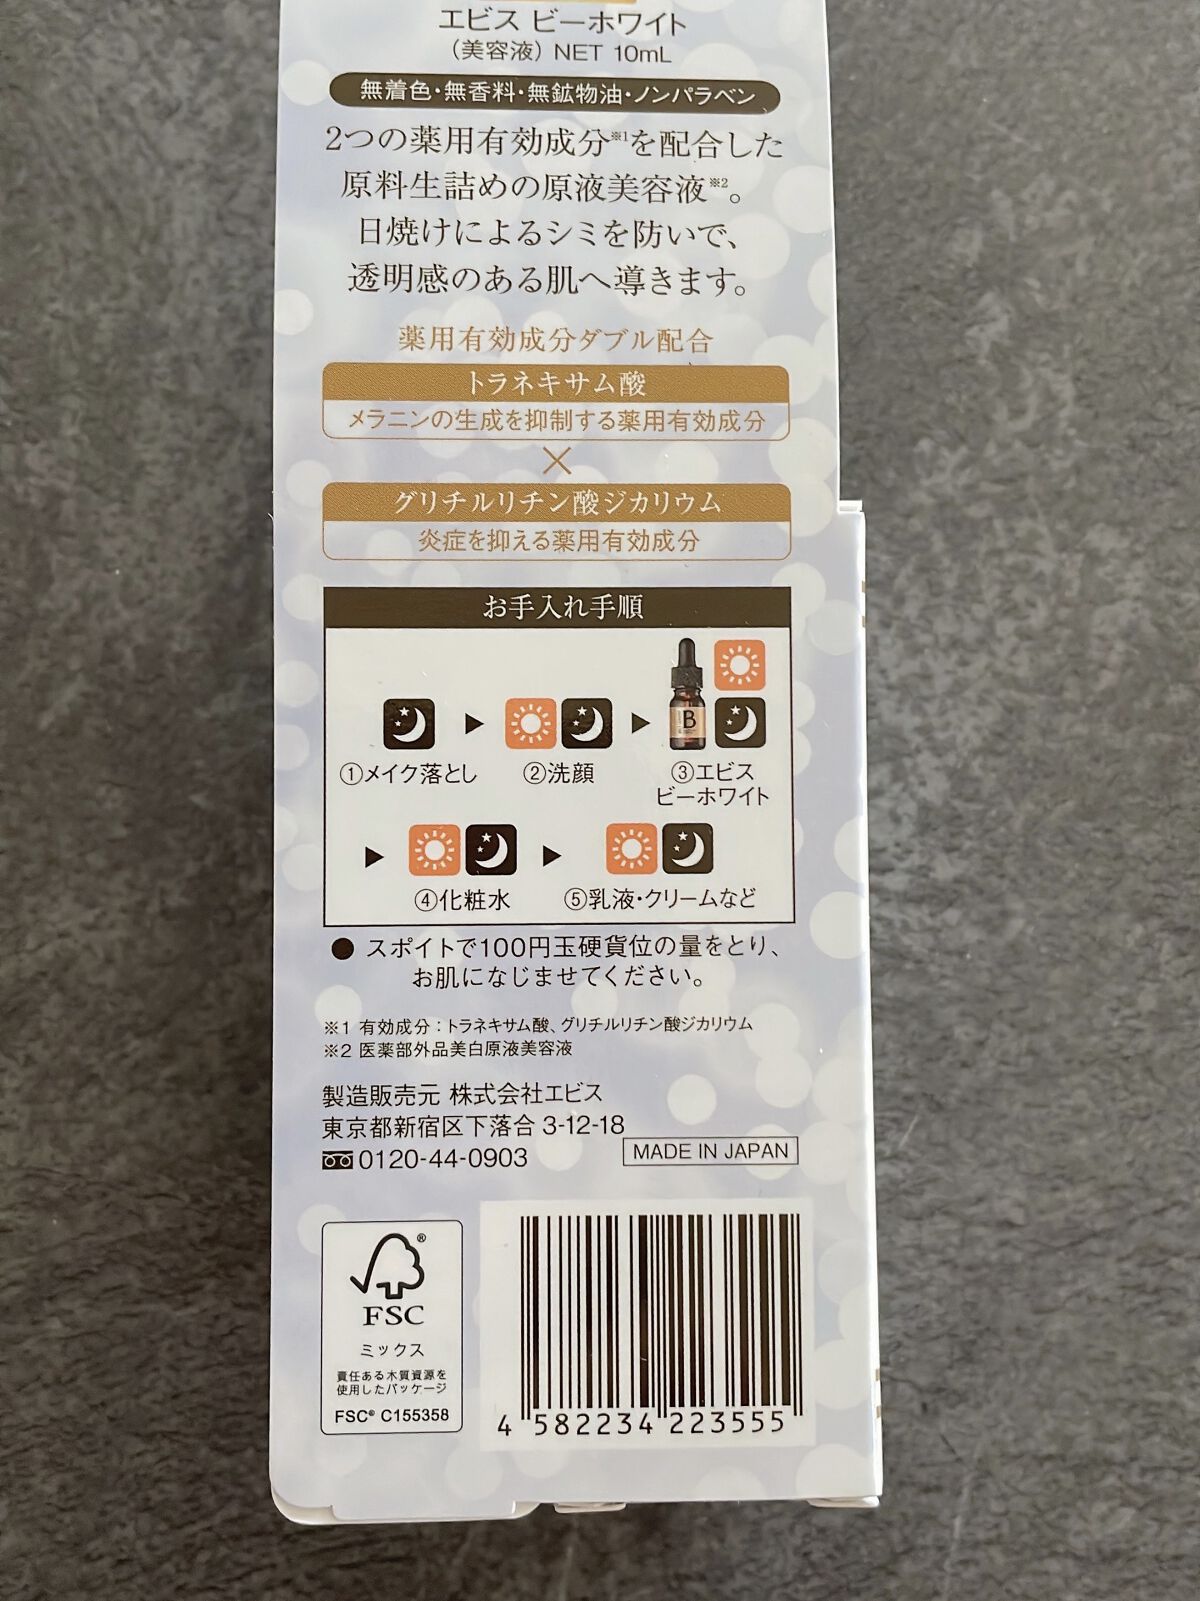 エビス ビーホワイト
(美容液) NET 10mL
無着色・無香料・無鉱物油・ノンパラベン
2つの薬用有効成分※1を配合した
原料生詰めの原液美容液※2。
日焼けによるシミを防いで、
透明感のある肌へ導きます。
薬用有効成分ダブル配合
トラネキサム酸
メラニンの生成を抑制する薬用有効成分
×
グリチルリチン酸ジカリウム
炎症を抑える薬用有効成分
お手入れ手順
B
①メイク落とし
②洗顔
③エビス
ビーホワイト
④化粧水
⑤乳液・クリームなど
● スポイトで100円玉硬貨位の量をとり、
お肌になじませてください。
※1 有効成分：トラネキサム酸、グリチルリチン酸ジカリウム
※2 医薬部外品美白原液美容液
製造販売元 株式会社エビス
東京都新宿区下落合 3-12-18
0120-44-0903
MADE IN JAPAN
®
FSC
ミックス
責任ある木質資源を
使用したパッケージ
FSC® C155358
4 582234 223555